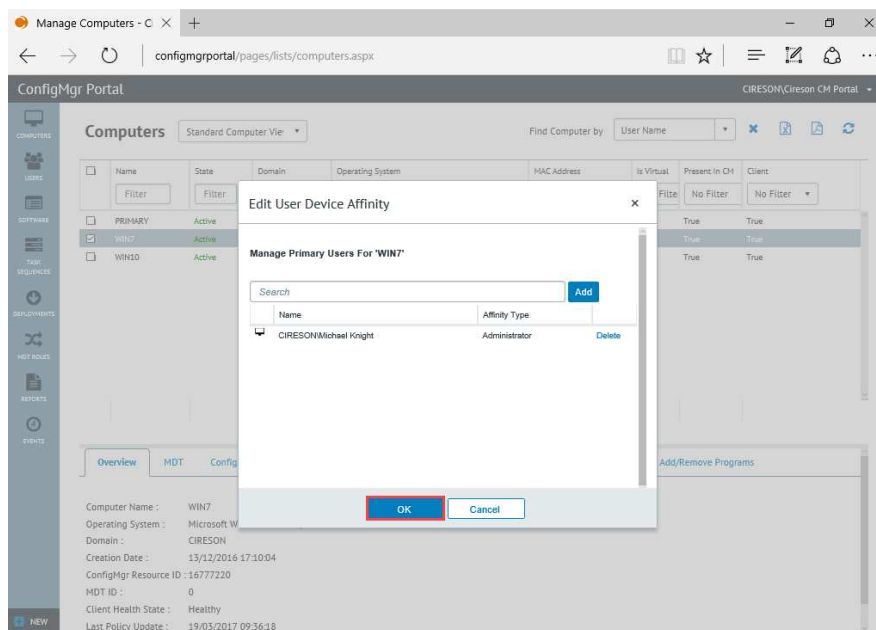 Manage Computers - C
configmgrportal/pages/lists/computers.aspx
ConfigMgr Portal
CIRESON\Cireson CM Portal
COMPUTERS
USERS
SOFTWARE
TASK SEQUENCES
DEPLOYMENTS
MDT ROLES
REPORTS
EVENTS
NEW
Computers
Standard Computer Vie
Find Computer by
User Name
Name State Domain Operating System MAC Address Is Virtual Present In CM Client
Filter Filter Filte No Filter No Filter
PRIMARY Active True True
WIN7 Active True True
WIN10 Active True True
Edit User Device Affinity
Manage Primary Users For 'WIN7'
Search
Add
Name Affinity Type
CIRESON\Michael Knight Administrator Delete
OK Cancel
Overview MDT Config Add/Remove Programs
Computer Name : WIN7
Operating System : Microsoft W
Domain : CIRESON
Creation Date : 13/12/2016 17:10:04
ConfigMgr Resource ID : 16777220
MDT ID : 0
Client Health State : Healthy
Last Policy Update : 19/03/2017 09:36:18